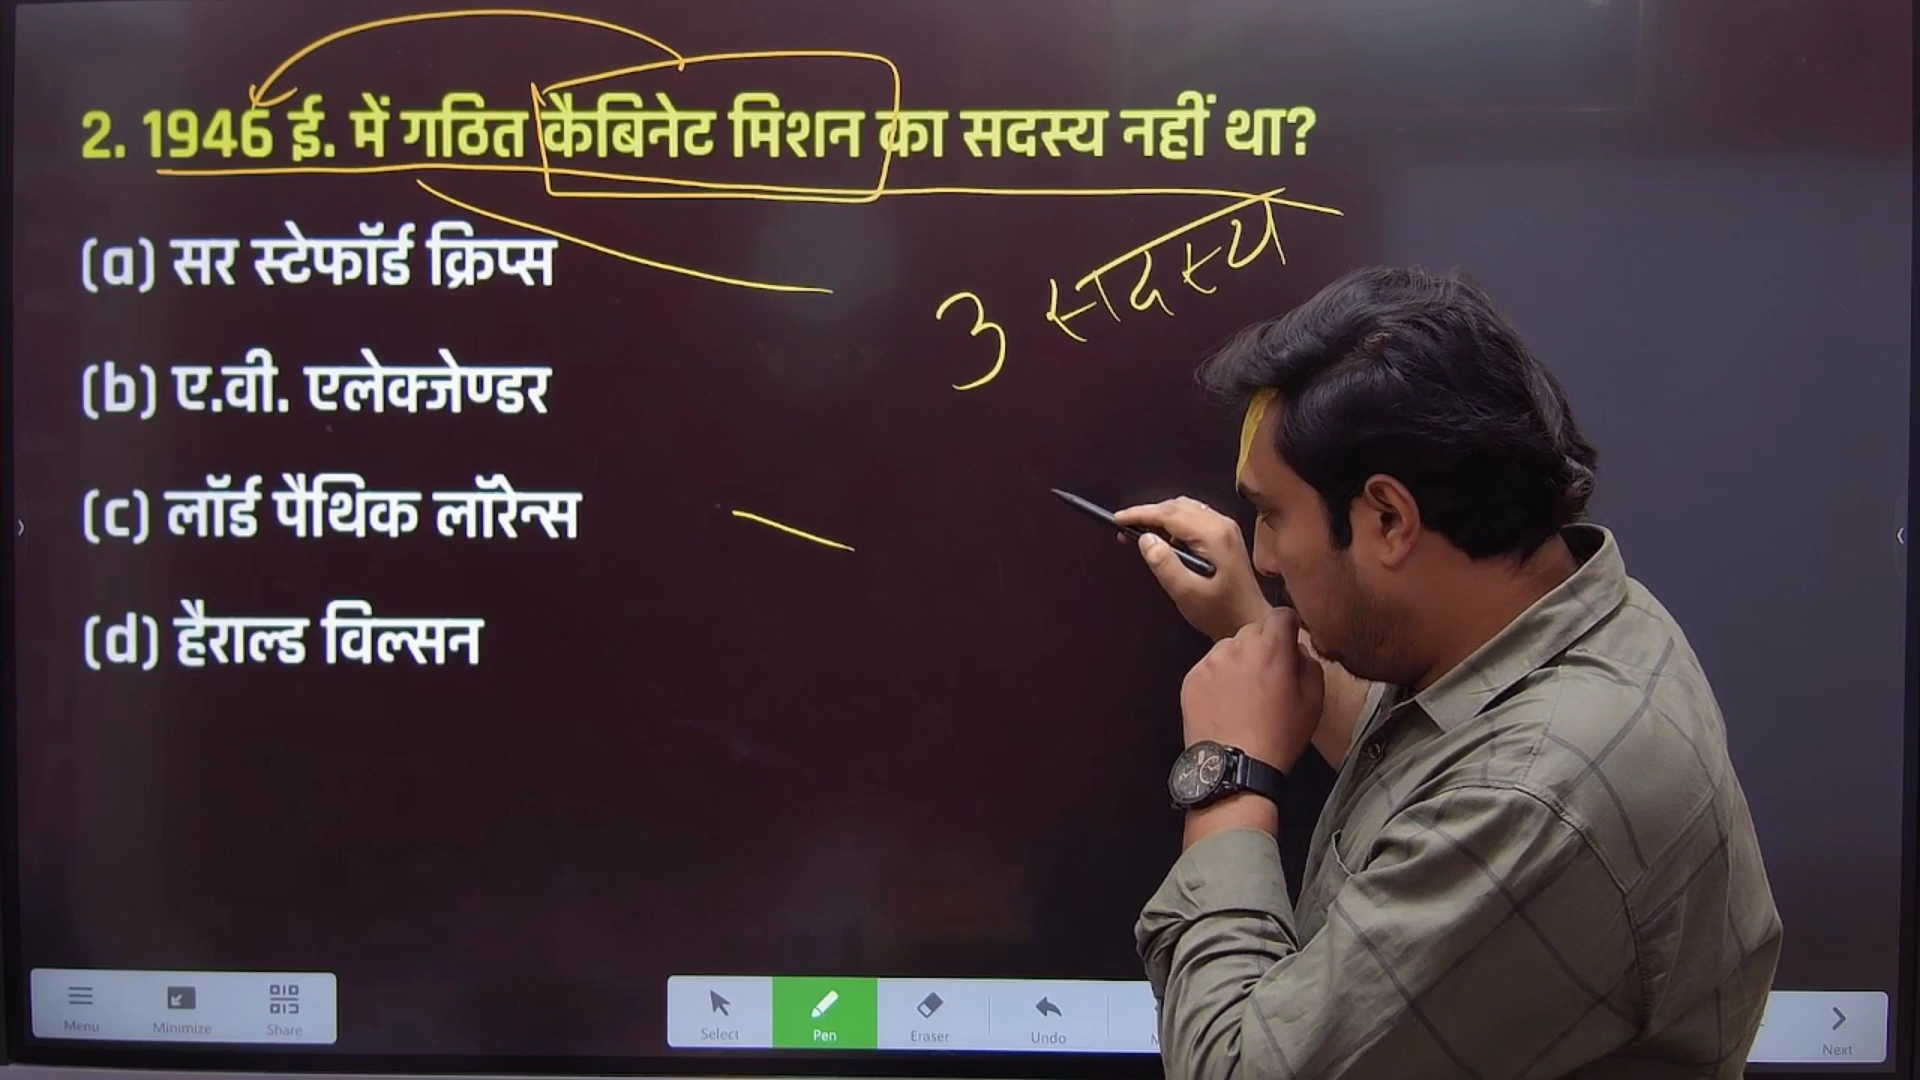 2. 1946 ई. में गठित कैबिनेट मिशन का सदस्य नहीं था?
(a) सर स्टेफॉर्ड क्रिप्स
3 सदस्य
(b) ए.वी. एलेक्जेण्डर
(c) लॉर्ड पैथिक लॉरेन्स
(d) हैराल्ड विल्सन
Menu
Minimize
Share
Select
Pen
Eraser
Undo
Next